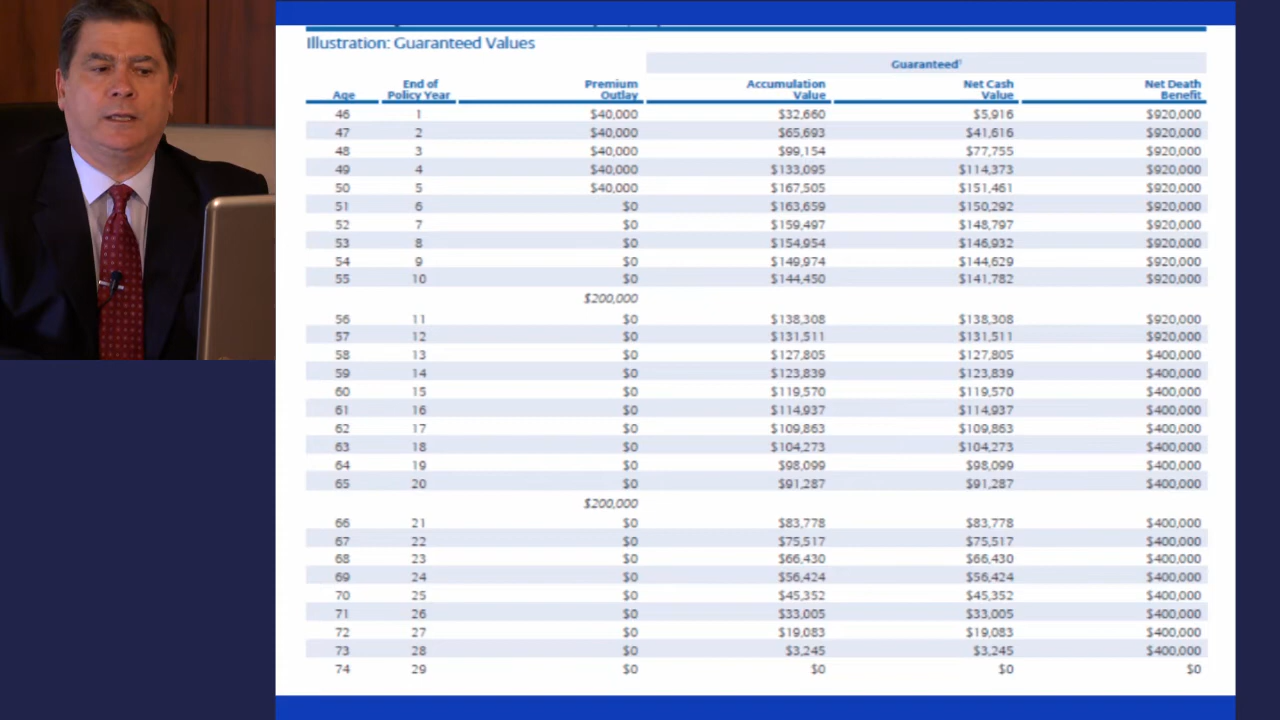 Illustration: Guaranteed Values
Guaranteed¹
Age End of Policy Year Premium Outlay Accumulation Value Net Cash Value Net Death Benefit
46 1 $40,000 $32,660 $5,916 $920,000
47 2 $40,000 $65,693 $41,616 $920,000
48 3 $40,000 $99,154 $77,755 $920,000
49 4 $40,000 $133,095 $114,373 $920,000
50 5 $40,000 $167,505 $151,461 $920,000
51 6 $0 $163,659 $150,292 $920,000
52 7 $0 $159,497 $148,797 $920,000
53 8 $0 $154,954 $146,932 $920,000
54 9 $0 $149,974 $144,629 $920,000
55 10 $0 $144,450 $141,782 $920,000
$200,000
56 11 $0 $138,308 $138,308 $920,000
57 12 $0 $131,511 $131,511 $920,000
58 13 $0 $127,805 $127,805 $400,000
59 14 $0 $123,839 $123,839 $400,000
60 15 $0 $119,570 $119,570 $400,000
61 16 $0 $114,937 $114,937 $400,000
62 17 $0 $109,863 $109,863 $400,000
63 18 $0 $104,273 $104,273 $400,000
64 19 $0 $98,099 $98,099 $400,000
65 20 $0 $91,287 $91,287 $400,000
$200,000
66 21 $0 $83,778 $83,778 $400,000
67 22 $0 $75,517 $75,517 $400,000
68 23 $0 $66,430 $66,430 $400,000
69 24 $0 $56,424 $56,424 $400,000
70 25 $0 $45,352 $45,352 $400,000
71 26 $0 $33,005 $33,005 $400,000
72 27 $0 $19,083 $19,083 $400,000
73 28 $0 $3,245 $3,245 $400,000
74 29 $0 $0 $0 $0